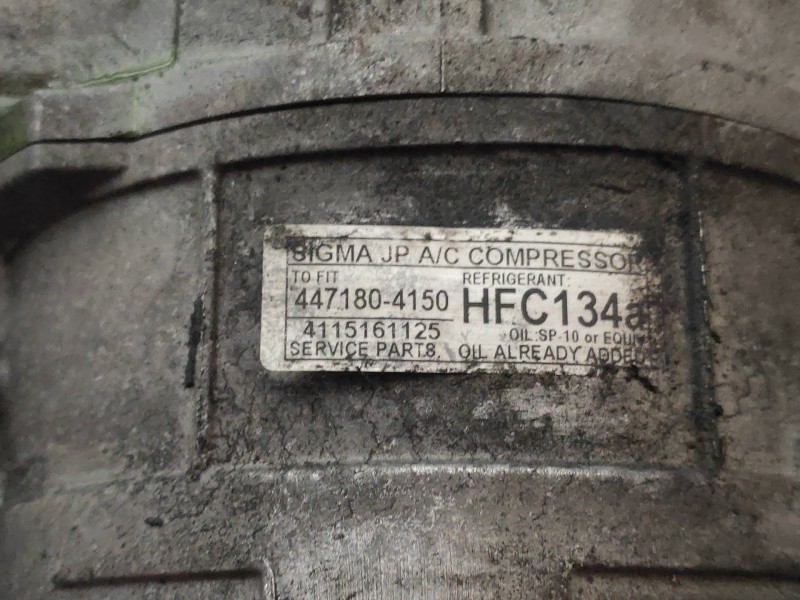 SIGMA JP A/C COMPRESSOR
TO FIT
REFRIGERANT:
447180-4150
HFC134a
4115161125
OIL:SP-10 or EQUI
SERVICE PARTS, OIL ALREADY ADDED